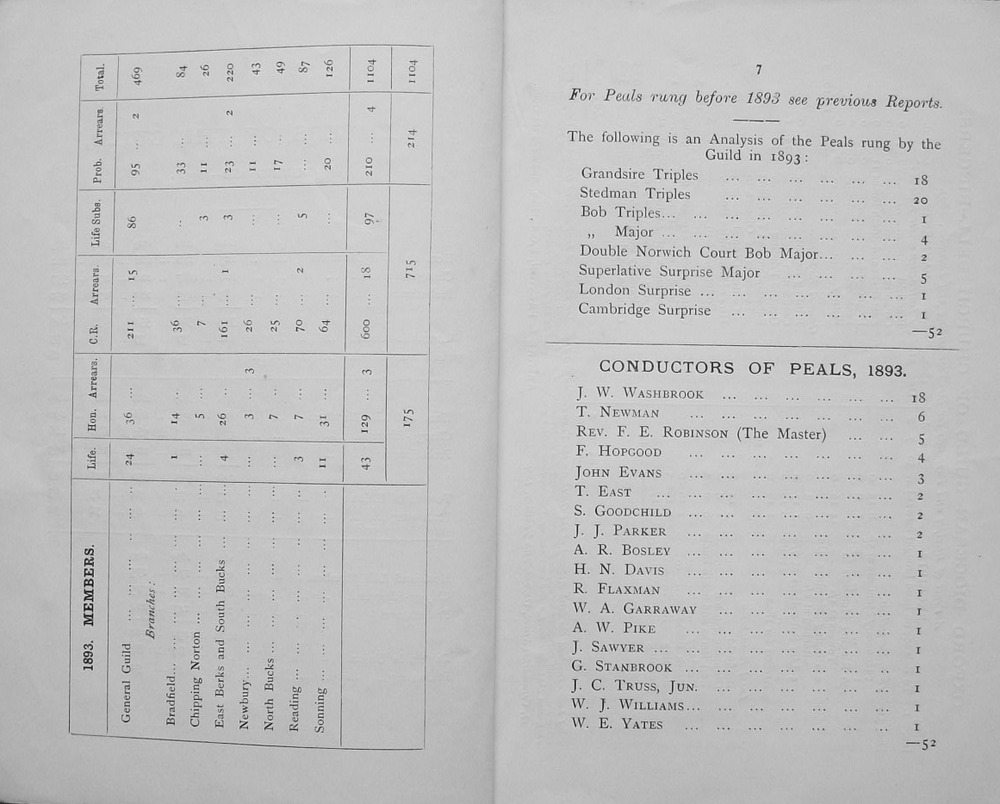 1893. MEMBERS. Life. Hon. Arrears. C.R. Arrears. Life Subs. Prob. Arrears Total.
General Guild ... ... ... ... ... 24 36 ... 211 ... 15 86 95 ... 2 469
Branches:
Bradfield... ... ... ... ... 1 14 ... 36 ... .. 33 ... 84
Chipping Norton ... ... ... ... ... 5 .. 7 ... 3 11 ... 26
East Berks and South Bucks ... ... 4 26 .. 161 ... 1 3 23 ... 2 220
Newbury... ... ... ... ... ... 3 ... 3 26 ... ... 11 ... 43
North Bucks ... ... ... ... ... ... 7 .. 25 ... ... 17 .. 49
Reading ... ... ... ... ... 3 7 .. 70 ... 2 5 ... 87
Sonning ... ... ... ... ... 11 31 ... 64 ... ... 20 ... 126
43 129 ... 3 600 ... 18 97 210 ... 4 1104
175 715 214 1104
7
For Peals rung before 1893 see previous Reports.
The following is an Analysis of the Peals rung by the
Guild in 1893:
Grandsire Triples ... ... ... ... ... ... 18
Stedman Triples ... ... ... ... ... ... 20
Bob Triples... ... ... ... ... ... ... ... 1
„ Major ... ... ... ... ... ... ... ... 4
Double Norwich Court Bob Major... ... ... ... 2
Superlative Surprise Major ... ... ... ... 5
London Surprise ... ... ... ... ... ... ... 1
Cambridge Surprise ... ... ... ... ... ... 1
—52
CONDUCTORS OF PEALS, 1893.
J. W. WASHBROOK ... ... ... ... ... ... 18
T. NEWMAN ... ... ... ... ... ... ... 6
REV. F. E. ROBINSON (The Master) ... ... 5
F. HOPGOOD ... ... ... ... ... ... ... 4
JOHN EVANS ... ... ... ... ... ... ... 3
T. EAST ... ... ... ... ... ... ... ... 2
S. GOODCHILD ... ... ... ... ... ... ... 2
J. J. PARKER ... ... ... ... ... ... ... 2
A. R. BOSLEY ... ... ... ... ... ... ... 1
H. N. DAVIS ... ... ... ... ... ... ... 1
R. FLAXMAN ... ... ... ... ... ... ... 1
W. A. GARRAWAY ... ... ... ... ... ... 1
A. W. PIKE ... ... ... ... ... ... ... 1
J. SAWYER ... ... ... ... ... ... ... ... 1
G. STANBROOK ... ... ... ... ... ... ... 1
J. C. TRUSS, JUN. ... ... ... ... ... ... 1
W. J. WILLIAMS... ... ... ... ... ... ... 1
W. E. YATES ... ... ... ... ... ... ... 1
—52